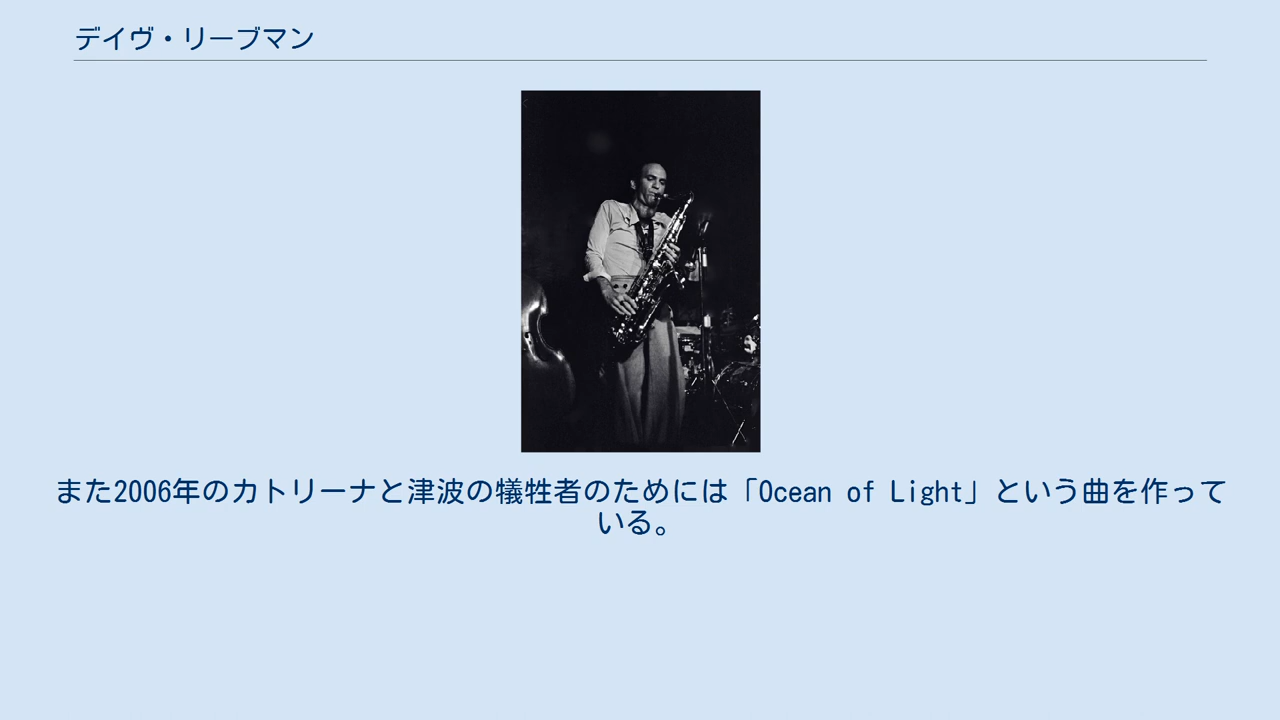 デイヴ・リーブマン
また2006年のカトリーナと津波の犠牲者のためには「Ocean of Light」という曲を作って
いる。